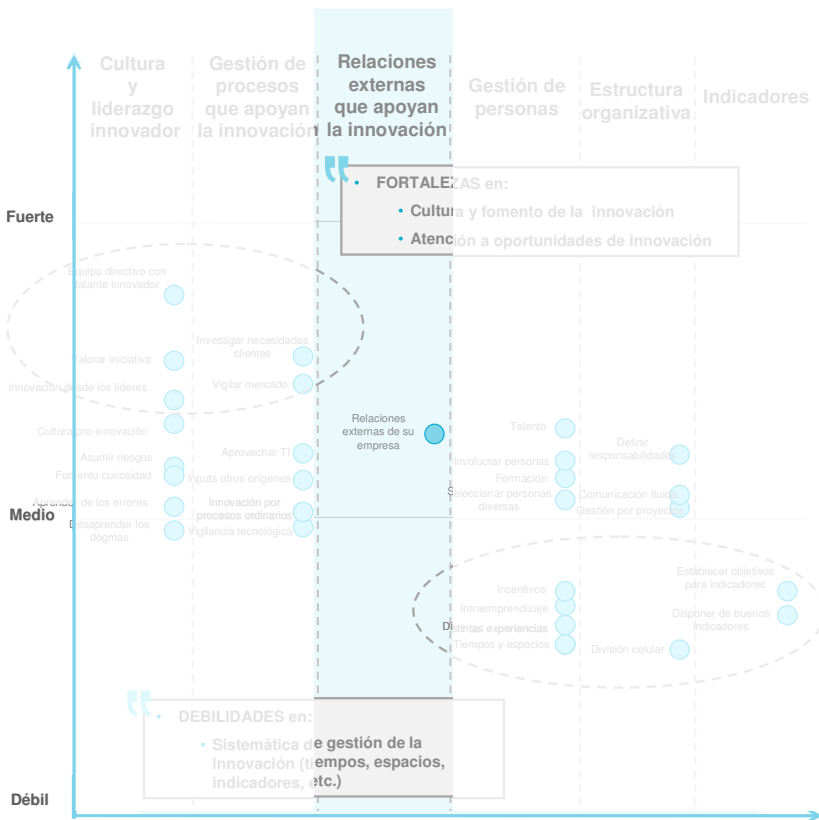 Cultura
y
liderazgo
innovador
Gestión de
procesos
que apoyan
la innovación
Relaciones
externas
que apoyan
la innovación
Gestión de
personas
Estructura
organizativa
Indicadores
• FORTALEZAS en:
• Cultura y fomento de la innovación
• Atención a oportunidades de innovación
Fuerte
Equipo directivo con
talante innovador
Valorar iniciativa
Innovación desde los líderes
Cultura pro-innovación
Asumir riesgos
Fomento curiosidad
Aprender de los errores
Desaprender los
dogmas
Investigar necesidades
clientes
Vigilar mercado
Aprovechar TI
Inputs otros orígenes
Innovación por
procesos ordinarios
Vigilancia tecnológica
Relaciones
externas de su
empresa
Talento
Involucrar personas
Formación
Seleccionar personas
diversas
Definir
responsabilidades
Comunicación fluida
Gestión por proyectos
Medio
Incentivos
Intraemprendizaje
Distintas experiencias
Tiempos y espacios
División celular
Establecer objetivos
para indicadores
Disponer de buenos
indicadores
• DEBILIDADES en:
• Sistemática de gestión de la
innovación (tiempos, espacios,
indicadores, etc.)
Débil